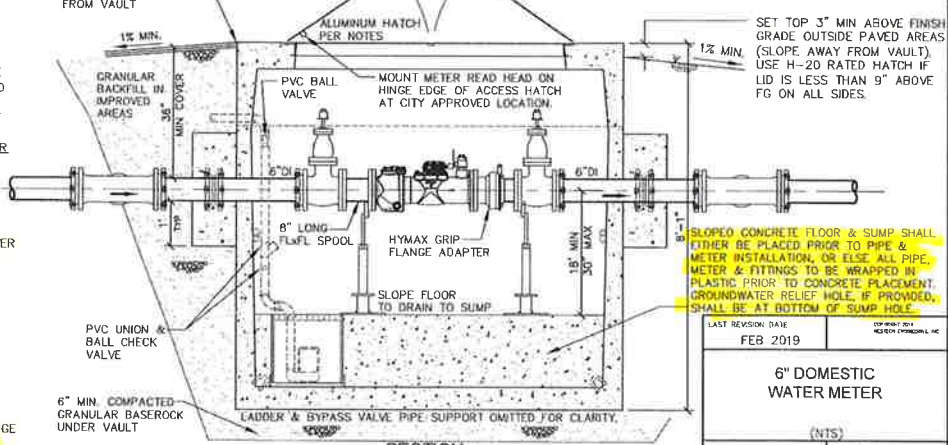 FROM VAULT
ALUMINUM HATCH
PER NOTES
SET TOP 3" MIN ABOVE FINISH
GRADE OUTSIDE PAVED AREAS
(SLOPE AWAY FROM VAULT).
USE H-20 RATED HATCH IF
LID IS LESS THAN 9" ABOVE
FG ON ALL SIDES.
1% MIN.
1% MIN.
GRANULAR
BACKFILL IN
IMPROVED
AREAS
36"
MIN COVER
PVC BALL
VALVE
MOUNT METER READ HEAD ON
HINGE EDGE OF ACCESS HATCH
AT CITY APPROVED LOCATION.
6"DI
6"DI
1'
TYP
8" LONG
FLxFL SPOOL
HYMAX GRIP
FLANGE ADAPTER
18" MIN
30" MAX
8'-1"
SLOPED CONCRETE FLOOR & SUMP SHALL
EITHER BE PLACED PRIOR TO PIPE &
METER INSTALLATION, OR ELSE ALL PIPE,
METER & FITTINGS TO BE WRAPPED IN
PLASTIC PRIOR TO CONCRETE PLACEMENT.
GROUNDWATER RELIEF HOLE, IF PROVIDED,
SHALL BE AT BOTTOM OF SUMP HOLE.
SLOPE FLOOR
TO DRAIN TO SUMP
PVC UNION &
BALL CHECK
VALVE
6" MIN. COMPACTED
GRANULAR BASEROCK
UNDER VAULT
LADDER & BYPASS VALVE PIPE SUPPORT OMITTED FOR CLARITY.
LAST REVISION DATE
FEB 2019
6" DOMESTIC
WATER METER
(NTS)